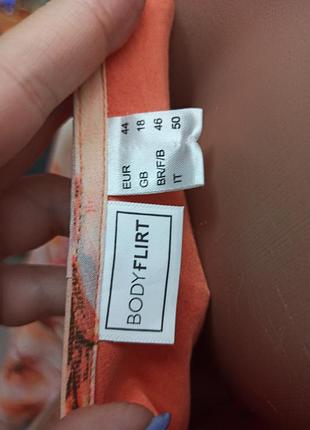 EUR 44
GB 18
BR/F/B 46
IT 50
BODYFLIRT